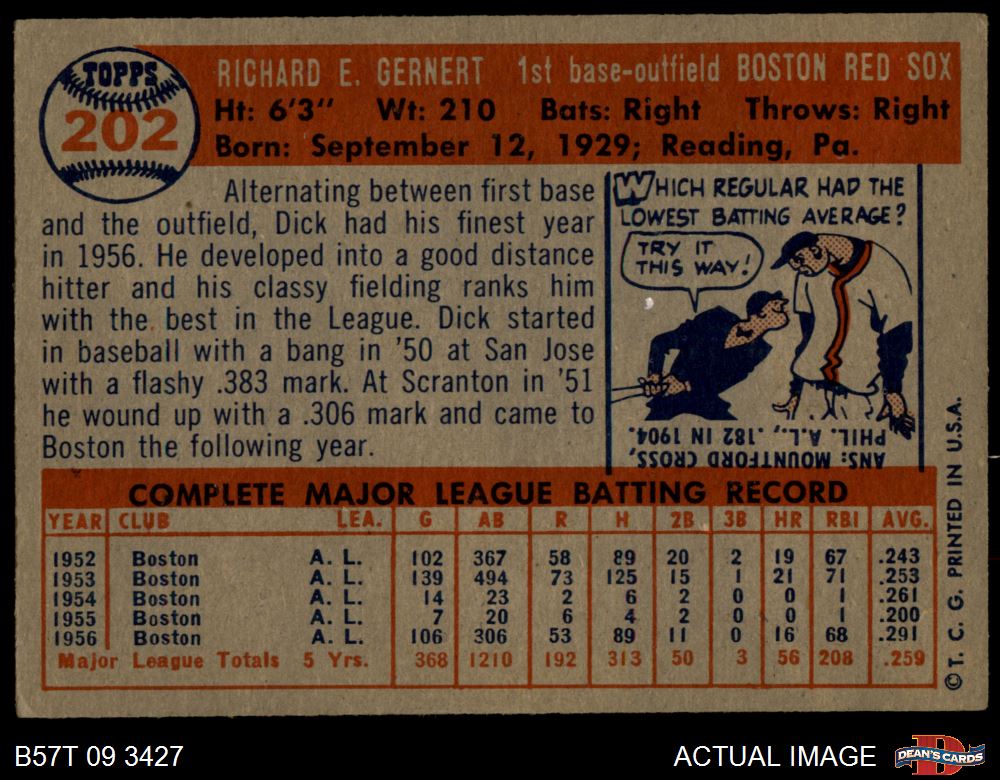 TOPPS
202
RICHARD E. GERNERT 1st base-outfield BOSTON RED SOX
Ht: 6'3" Wt: 210 Bats: Right Throws: Right
Born: September 12, 1929; Reading, Pa.
Alternating between first base
and the outfield, Dick had his finest year
in 1956. He developed into a good distance
hitter and his classy fielding ranks him
with the best in the League. Dick started
in baseball with a bang in '50 at San Jose
with a flashy .383 mark. At Scranton in '51
he wound up with a .306 mark and came to
Boston the following year.
WHICH REGULAR HAD THE
LOWEST BATTING AVERAGE?
TRY IT
THIS WAY!
ANS: MOUNTFORD CROSS,
PHIL. A.L., .182 IN 1904.
COMPLETE MAJOR LEAGUE BATTING RECORD
YEAR CLUB LEA. G AB R H 2B 3B HR RBI AVG.
1952 Boston A. L. 102 367 58 89 20 2 19 67 .243
1953 Boston A. L. 139 494 73 125 15 1 21 71 .253
1954 Boston A. L. 14 23 2 6 2 0 0 1 .261
1955 Boston A. L. 7 20 6 4 2 0 0 1 .200
1956 Boston A. L. 106 306 53 89 11 0 16 68 .291
Major League Totals 5 Yrs. 368 1210 192 313 50 3 56 208 .259
© T. C. G. PRINTED IN U.S.A.
B57T 09 3427
ACTUAL IMAGE
DEAN'S CARDS